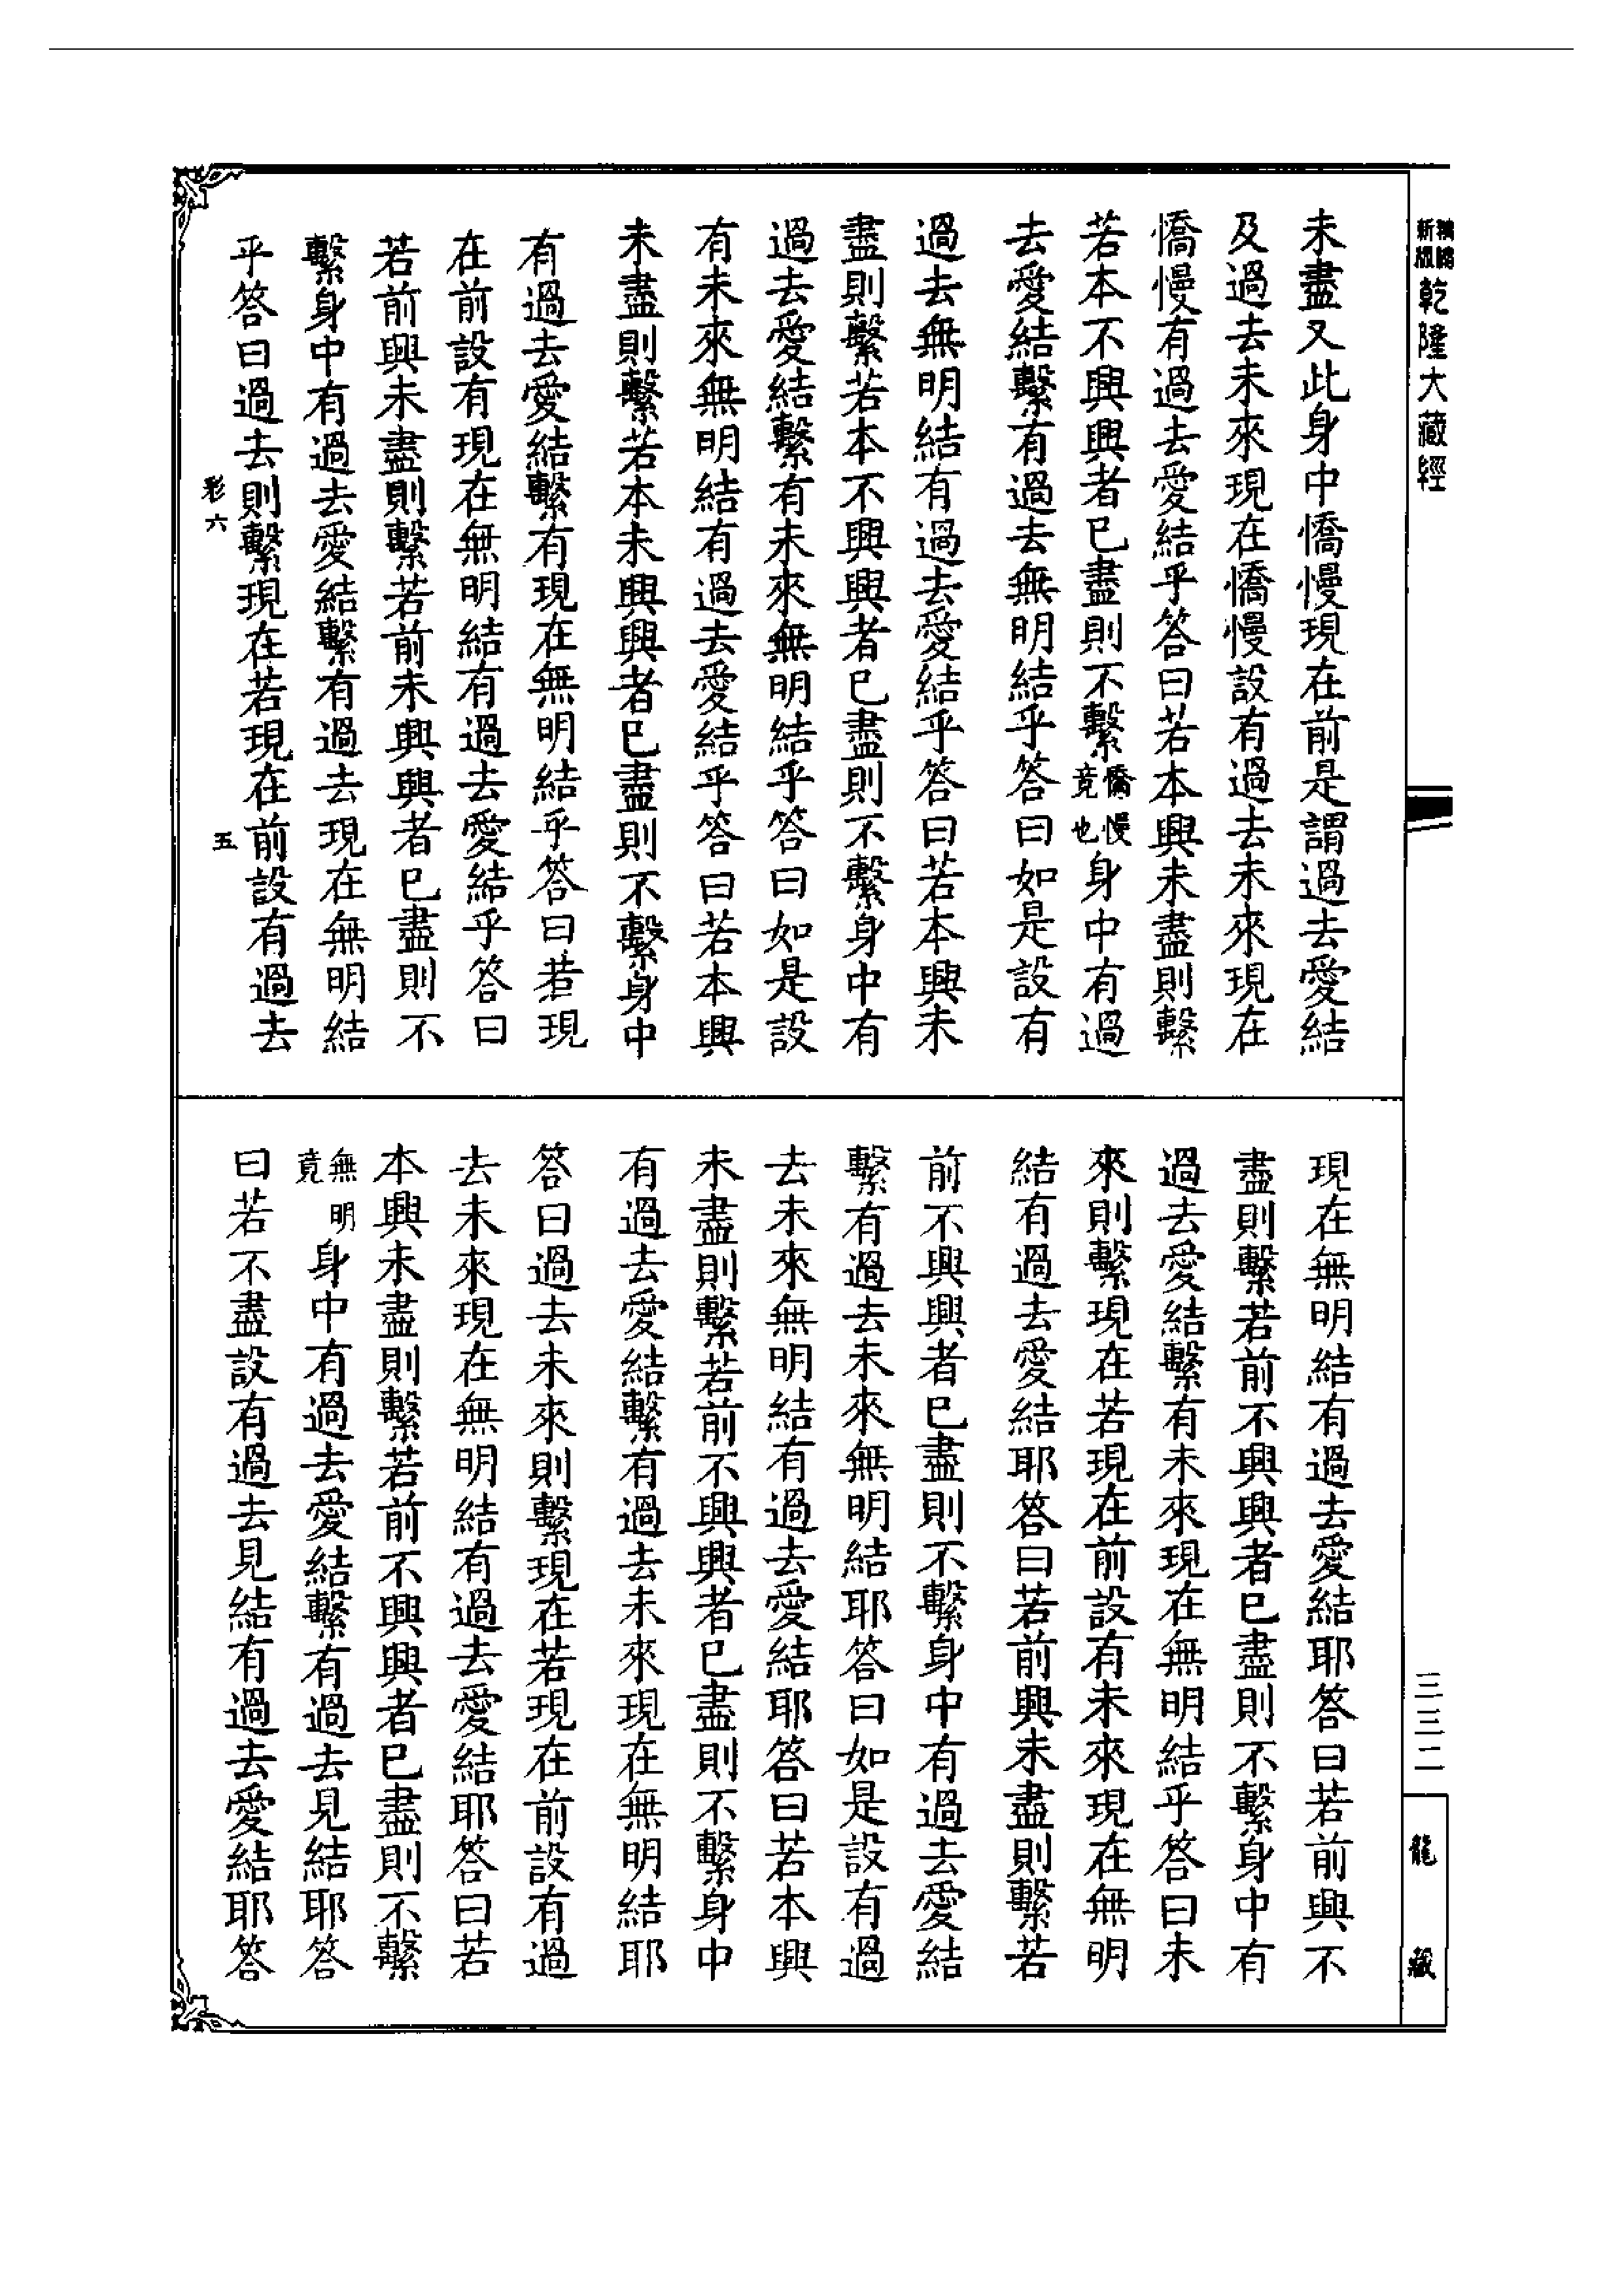 新編縮版
乾隆大藏經
未盡又此身中憍慢現在前是謂過去愛結
及過去未來現在憍慢設有過去未來現在
憍慢有過去愛結乎答曰若本興未盡則繫
若本不興興者已盡則不繫憍慢竟也身中有過
去愛結繫有過去無明結乎答曰如是設有
過去無明結有過去愛結乎答曰若本興未
盡則繫若本不興興者已盡則不繫身中有
過去愛結繫有未來無明結乎答曰如是設
有未來無明結有過去愛結乎答曰若本興
未盡則繫若本未興興者已盡則不繫身中
有過去愛結繫有現在無明結乎答曰若現
在前設有現在無明結有過去愛結乎答曰
若前興未盡則繫若前未興興者已盡則不
繫身中有過去愛結繫有過去現在無明結
乎答曰過去則繫現在若現在前設有過去
彩六
五
現在無明結有過去愛結耶答曰若前興不
盡則繫若前不興興者已盡則不繫身中有
過去愛結繫有未來現在無明結乎答曰未
來則繫現在若現在前設有未來現在無明
結有過去愛結耶答曰若前興未盡則繫若
前不興興者已盡則不繫身中有過去愛結
繫有過去未來無明結耶答曰如是設有過
去未來無明結有過去愛結耶答曰若本興
未盡則繫若前不興興者已盡則不繫身中
有過去愛結繫有過去未來現在無明結耶
答曰過去未來則繫現在若現在前設有過
去未來現在無明結有過去愛結耶答曰若
本興未盡則繫若前不興興者已盡則不繫
無明竟身中有過去愛結繫有過去見結耶答
曰若不盡設有過去見結有過去愛結耶答
三三二
龍藏